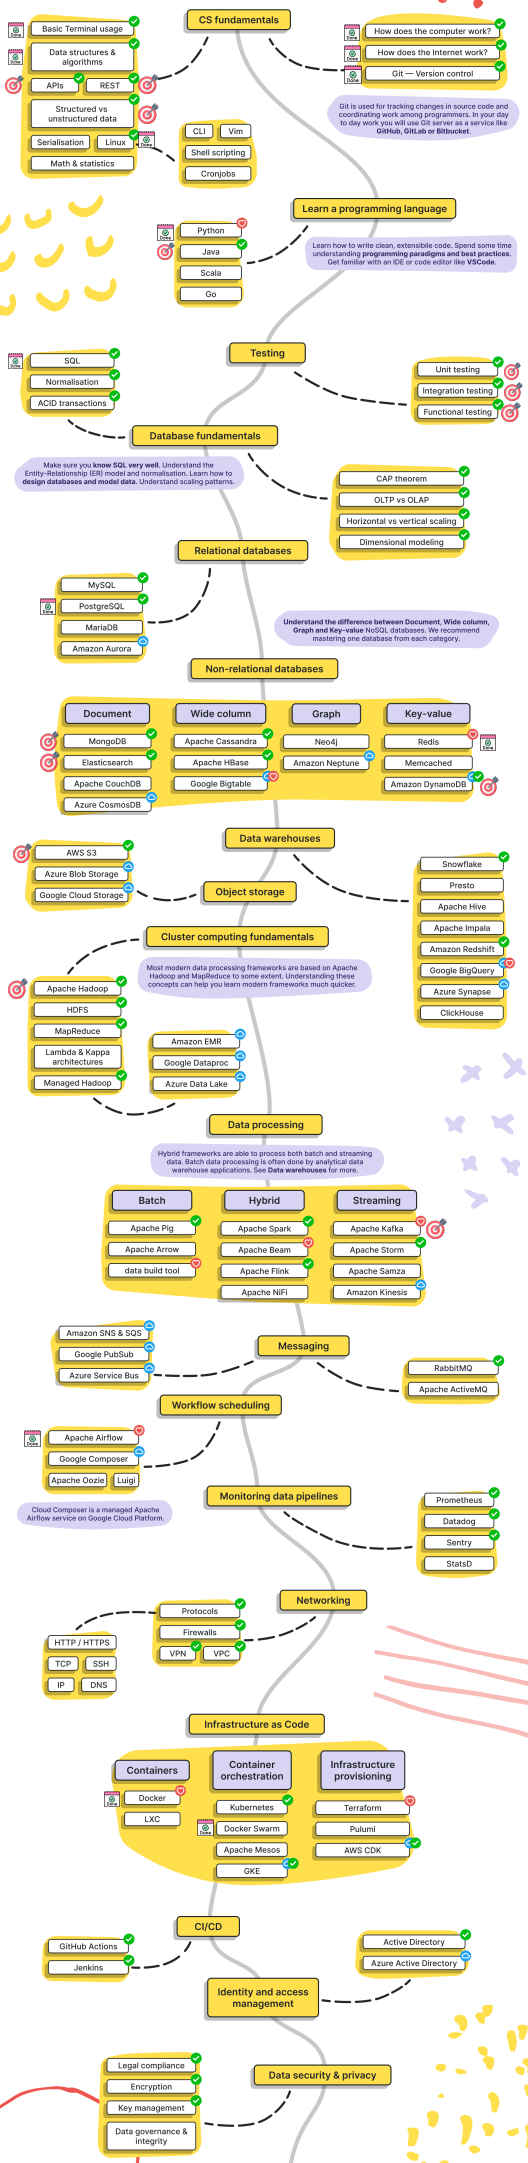 CS fundamentals
Done
Basic Terminal usage
Done
Data structures &
algorithms
APIs
REST
Structured vs
unstructured data
Serialisation
Linux
Done
Math & statistics
CLI
Vim
Shell scripting
Cronjobs
Done
How does the computer work?
Done
How does the Internet work?
Done
Git — Version control
Git is used for tracking changes in source code and
coordinating work among programmers. In your day
to day work you will use Git server as a service like
GitHub, GitLab or Bitbucket.
Learn a programming language
Done
Python
Java
Scala
Go
Learn how to write clean, extensibile code. Spend some time
understanding programming paradigms and best practices.
Get familiar with an IDE or code editor like VSCode.
Testing
Unit testing
Integration testing
Functional testing
Done
SQL
Normalisation
ACID transactions
Database fundamentals
Make sure you know SQL very well. Understand the
Entity-Relationship (ER) model and normalisation. Learn how to
design databases and model data. Understand scaling patterns.
CAP theorem
OLTP vs OLAP
Horizontal vs vertical scaling
Dimensional modeling
Relational databases
MySQL
Done
PostgreSQL
MariaDB
Amazon Aurora
Understand the difference between Document, Wide column,
Graph and Key-value NoSQL databases. We recommend
mastering one database from each category.
Non-relational databases
Document
MongoDB
Elasticsearch
Apache CouchDB
Azure CosmosDB
Wide column
Apache Cassandra
Apache HBase
Google Bigtable
Graph
Neo4j
Amazon Neptune
Key-value
Redis
Done
Memcached
Amazon DynamoDB
Data warehouses
Snowflake
Presto
Apache Hive
Apache Impala
Amazon Redshift
Google BigQuery
Azure Synapse
ClickHouse
Object storage
AWS S3
Azure Blob Storage
Google Cloud Storage
Cluster computing fundamentals
Most modern data processing frameworks are based on Apache
Hadoop and MapReduce to some extent. Understanding these
concepts can help you learn modern frameworks much quicker.
Apache Hadoop
HDFS
MapReduce
Lambda & Kappa
architectures
Managed Hadoop
Amazon EMR
Google Dataproc
Azure Data Lake
Data processing
Hybrid frameworks are able to process both batch and streaming
data. Batch data processing is often done by analytical data
warehouse applications. See Data warehouses for more.
Batch
Apache Pig
Apache Arrow
data build tool
Hybrid
Apache Spark
Apache Beam
Apache Flink
Apache NiFi
Streaming
Apache Kafka
Apache Storm
Apache Samza
Amazon Kinesis
Messaging
Amazon SNS & SQS
Google PubSub
Azure Service Bus
RabbitMQ
Apache ActiveMQ
Workflow scheduling
Done
Apache Airflow
Google Composer
Apache Oozie
Luigi
Cloud Composer is a managed Apache
Airflow service on Google Cloud Platform.
Monitoring data pipelines
Prometheus
Datadog
Sentry
StatsD
Networking
Protocols
Firewalls
VPN
VPC
HTTP / HTTPS
TCP
SSH
IP
DNS
Infrastructure as Code
Containers
Done
Docker
LXC
Container
orchestration
Kubernetes
Done
Docker Swarm
Apache Mesos
GKE
Infrastructure
provisioning
Terraform
Pulumi
AWS CDK
CI/CD
GitHub Actions
Jenkins
Identity and access
management
Active Directory
Azure Active Directory
Data security & privacy
Legal compliance
Encryption
Key management
Data governance &
integrity